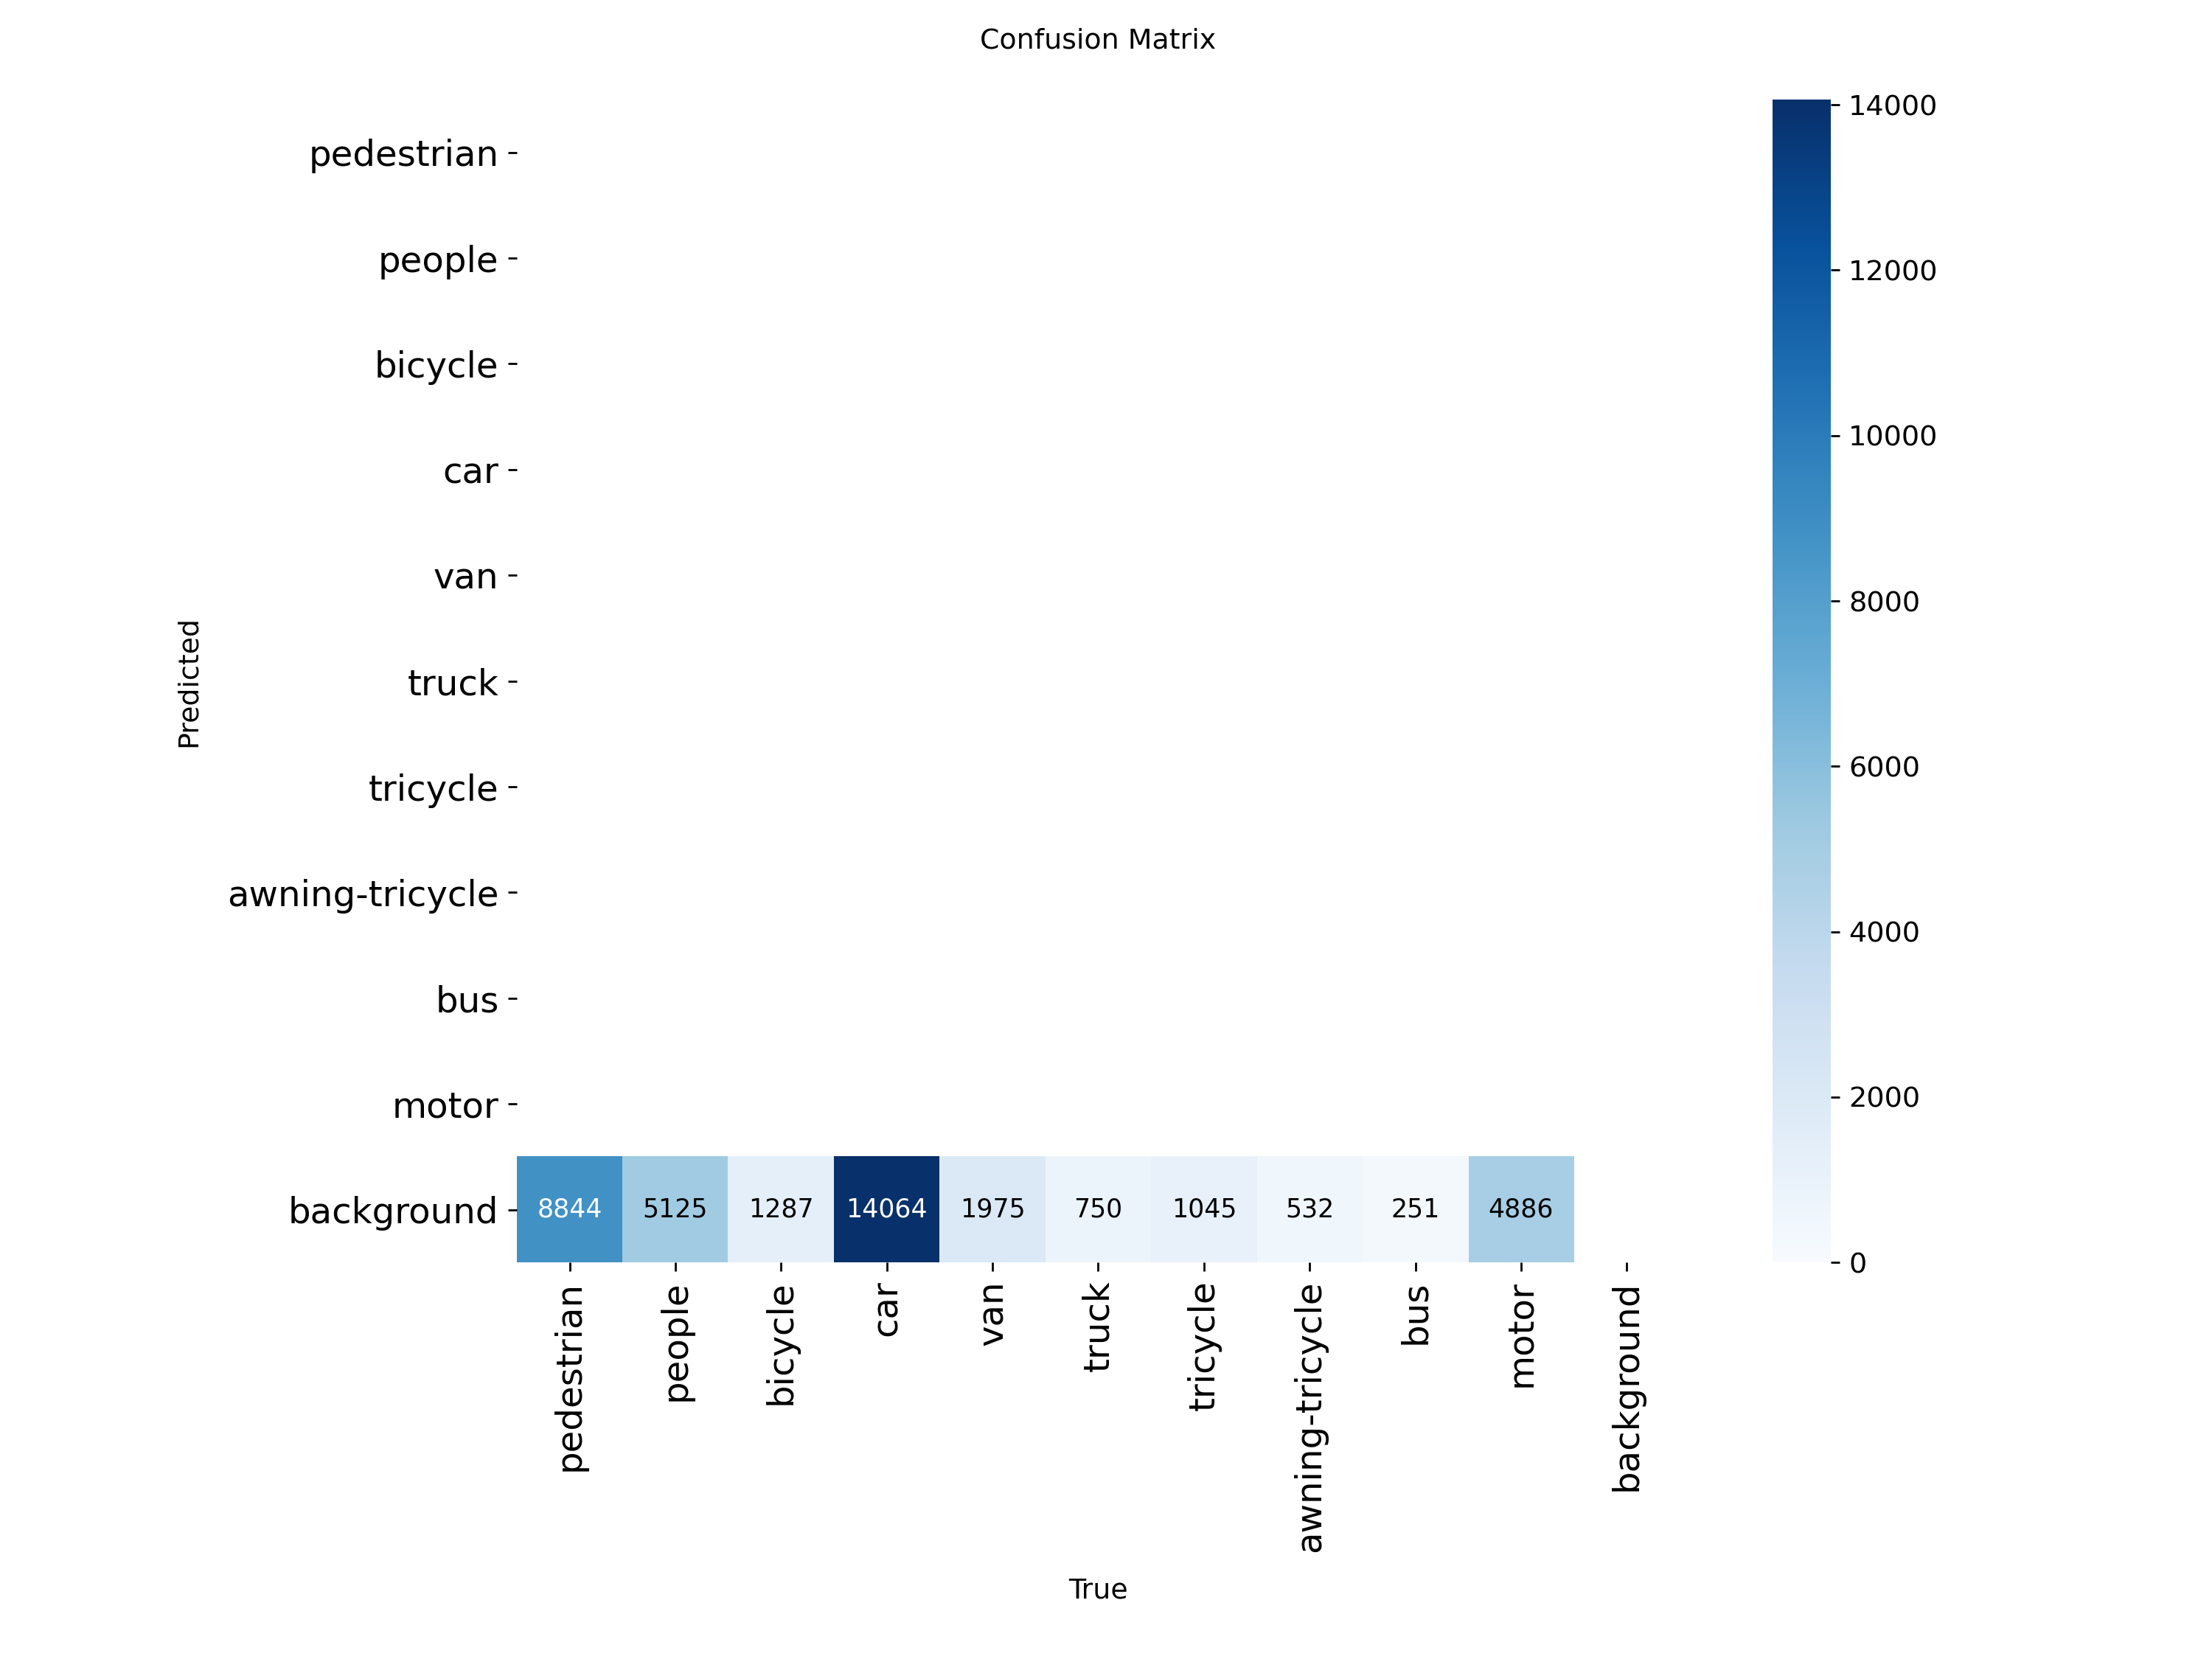 Confusion Matrix
pedestrian
people
bicycle
car
van
truck
tricycle
awning-tricycle
bus
motor
background
Predicted
8844 5125 1287 14064 1975 750 1045 532 251 4886
pedestrian
people
bicycle
car
van
truck
tricycle
awning-tricycle
bus
motor
background
True
14000
12000
10000
8000
6000
4000
2000
0